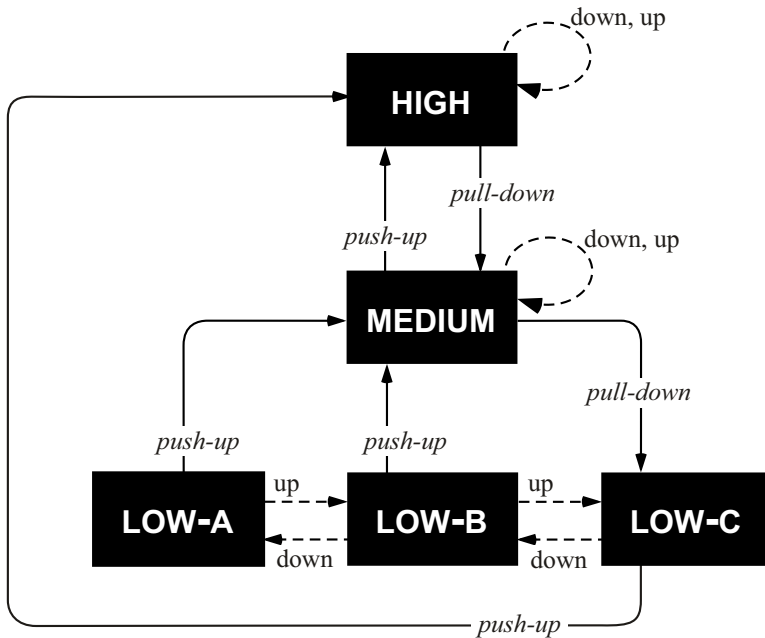 down, up
HIGH
pull-down
push-up
down, up
MEDIUM
pull-down
push-up
push-up
up
up
LOW-A
LOW-B
LOW-C
down
down
push-up